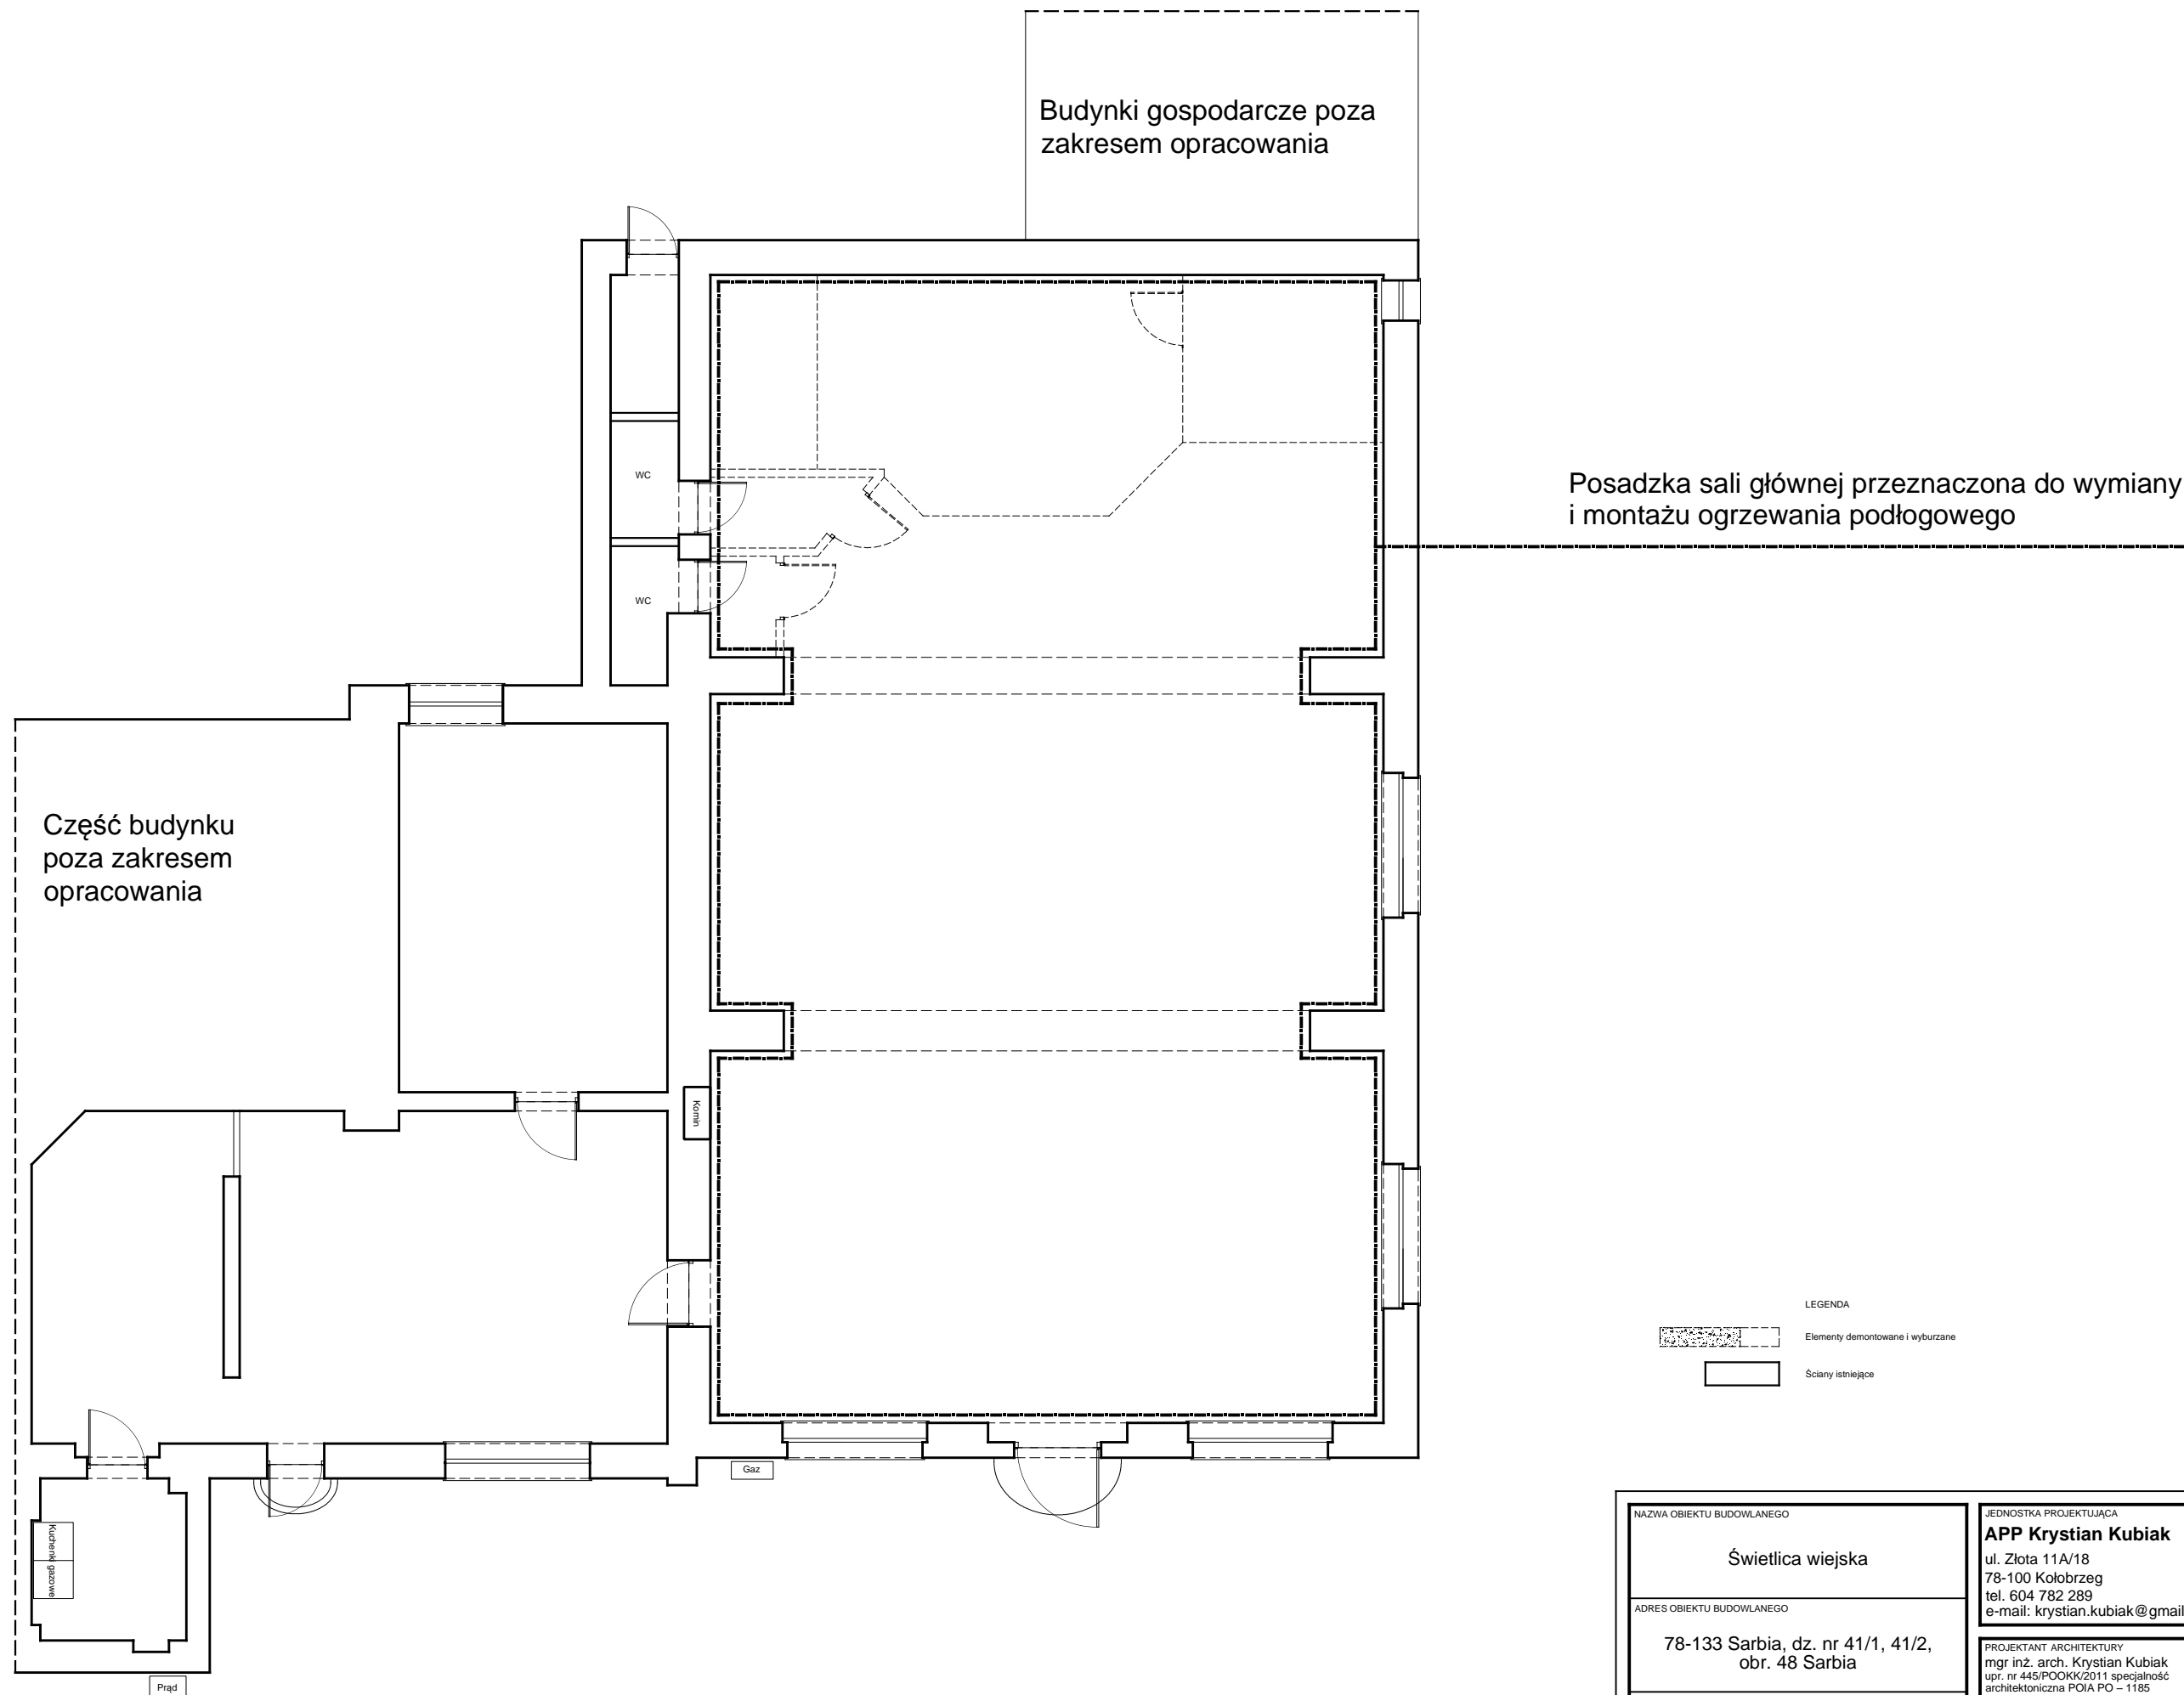 Budynki gospodarcze poza
zakresem opracowania
WC
WC
Posadzka sali głównej przeznaczona do wymiany
i montażu ogrzewania podłogowego
Część budynku
poza zakresem
opracowania
Komin
Gaz
Kuchenki gazowe
Prąd
LEGENDA
Elementy demontowane i wyburzane
Ściany istniejące
NAZWA OBIEKTU BUDOWLANEGO
Świetlica wiejska
ADRES OBIEKTU BUDOWLANEGO
78-133 Sarbia, dz. nr 41/1, 41/2,
obr. 48 Sarbia
JEDNOSTKA PROJEKTUJĄCA
APP Krystian Kubiak
ul. Złota 11A/18
78-100 Kołobrzeg
tel. 604 782 289
e-mail: krystian.kubiak@gmail
PROJEKTANT ARCHITEKTURY
mgr inż. arch. Krystian Kubiak
upr. nr 445/POOKK/2011 specjalność
architektoniczna POIA PO – 1185